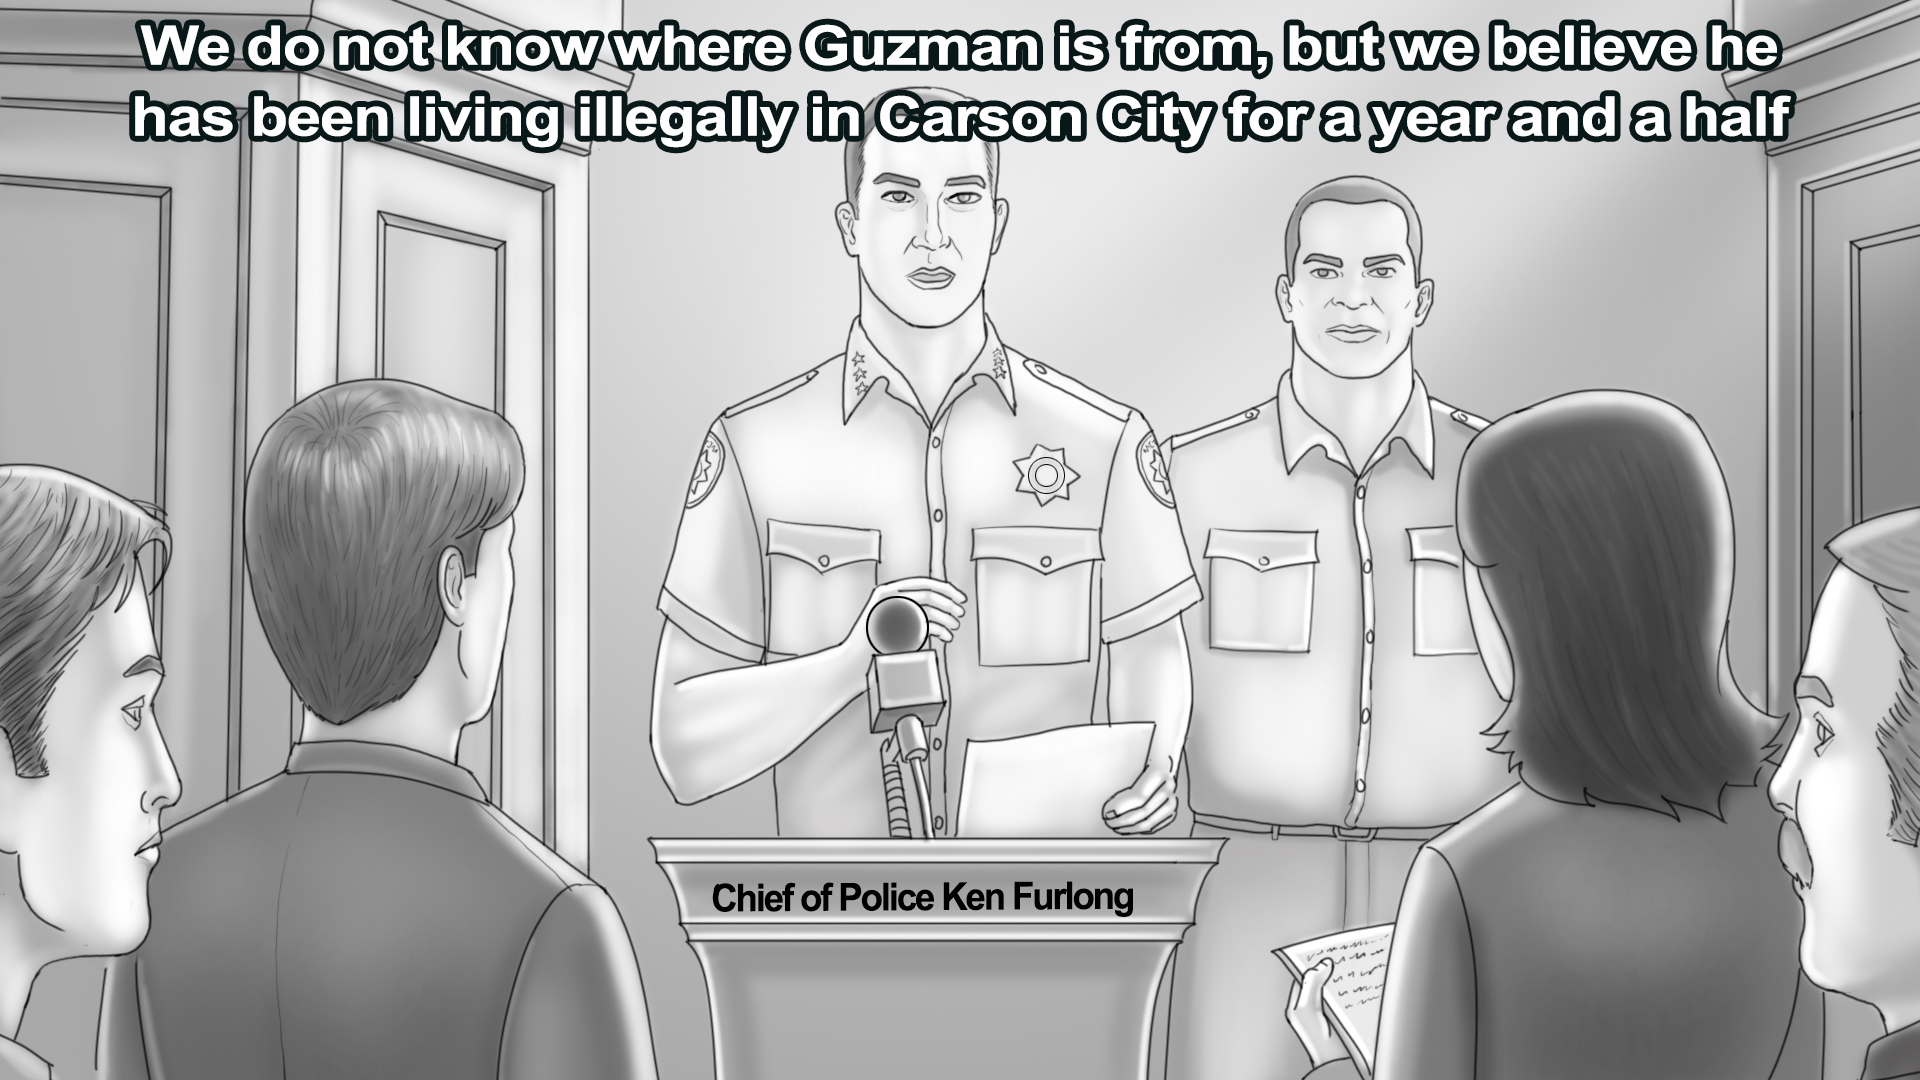 We do not know where Guzman is from, but we believe he
has been living illegally in Carson City for a year and a half
Chief of Police Ken Furlong